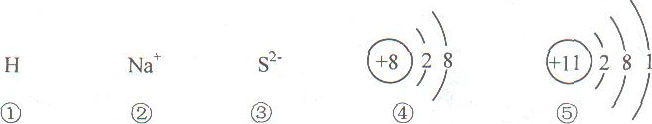 H Na⁺ S²⁻ +8 2 8 +11 2 8 1
① ② ③ ④ ⑤